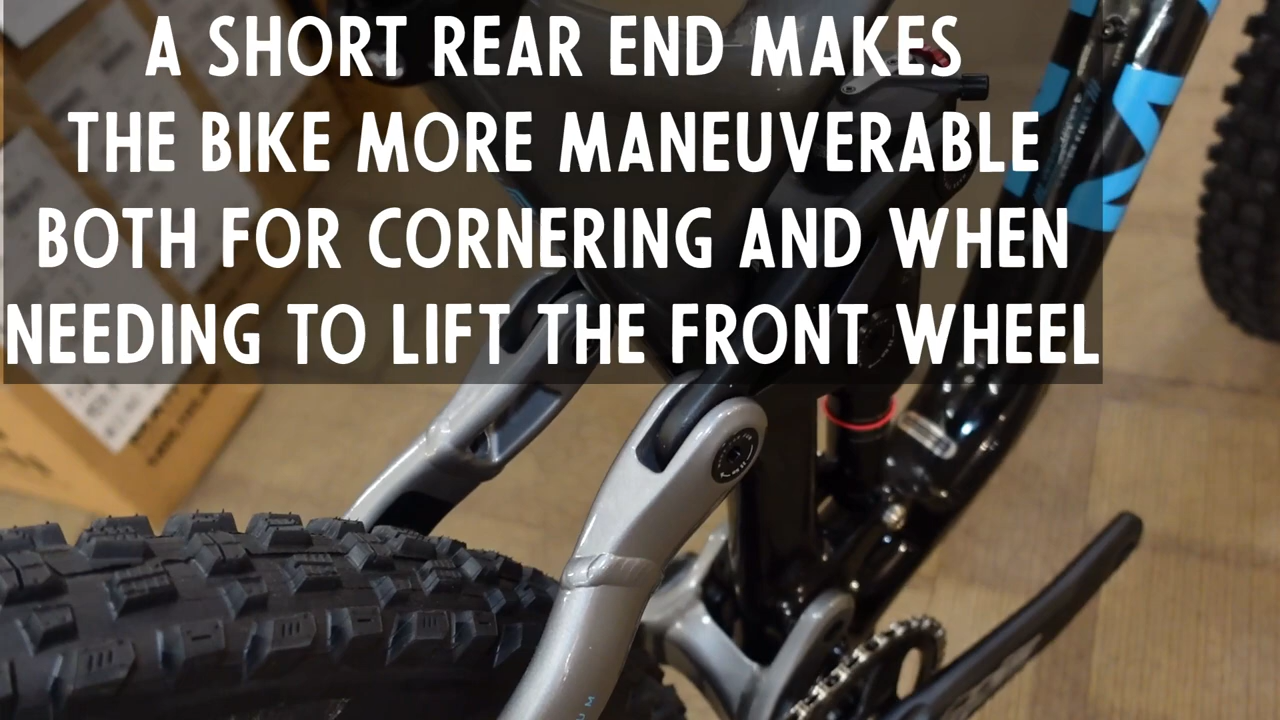 A SHORT REAR END MAKES
THE BIKE MORE MANEUVERABLE
BOTH FOR CORNERING AND WHEN
NEEDING TO LIFT THE FRONT WHEEL